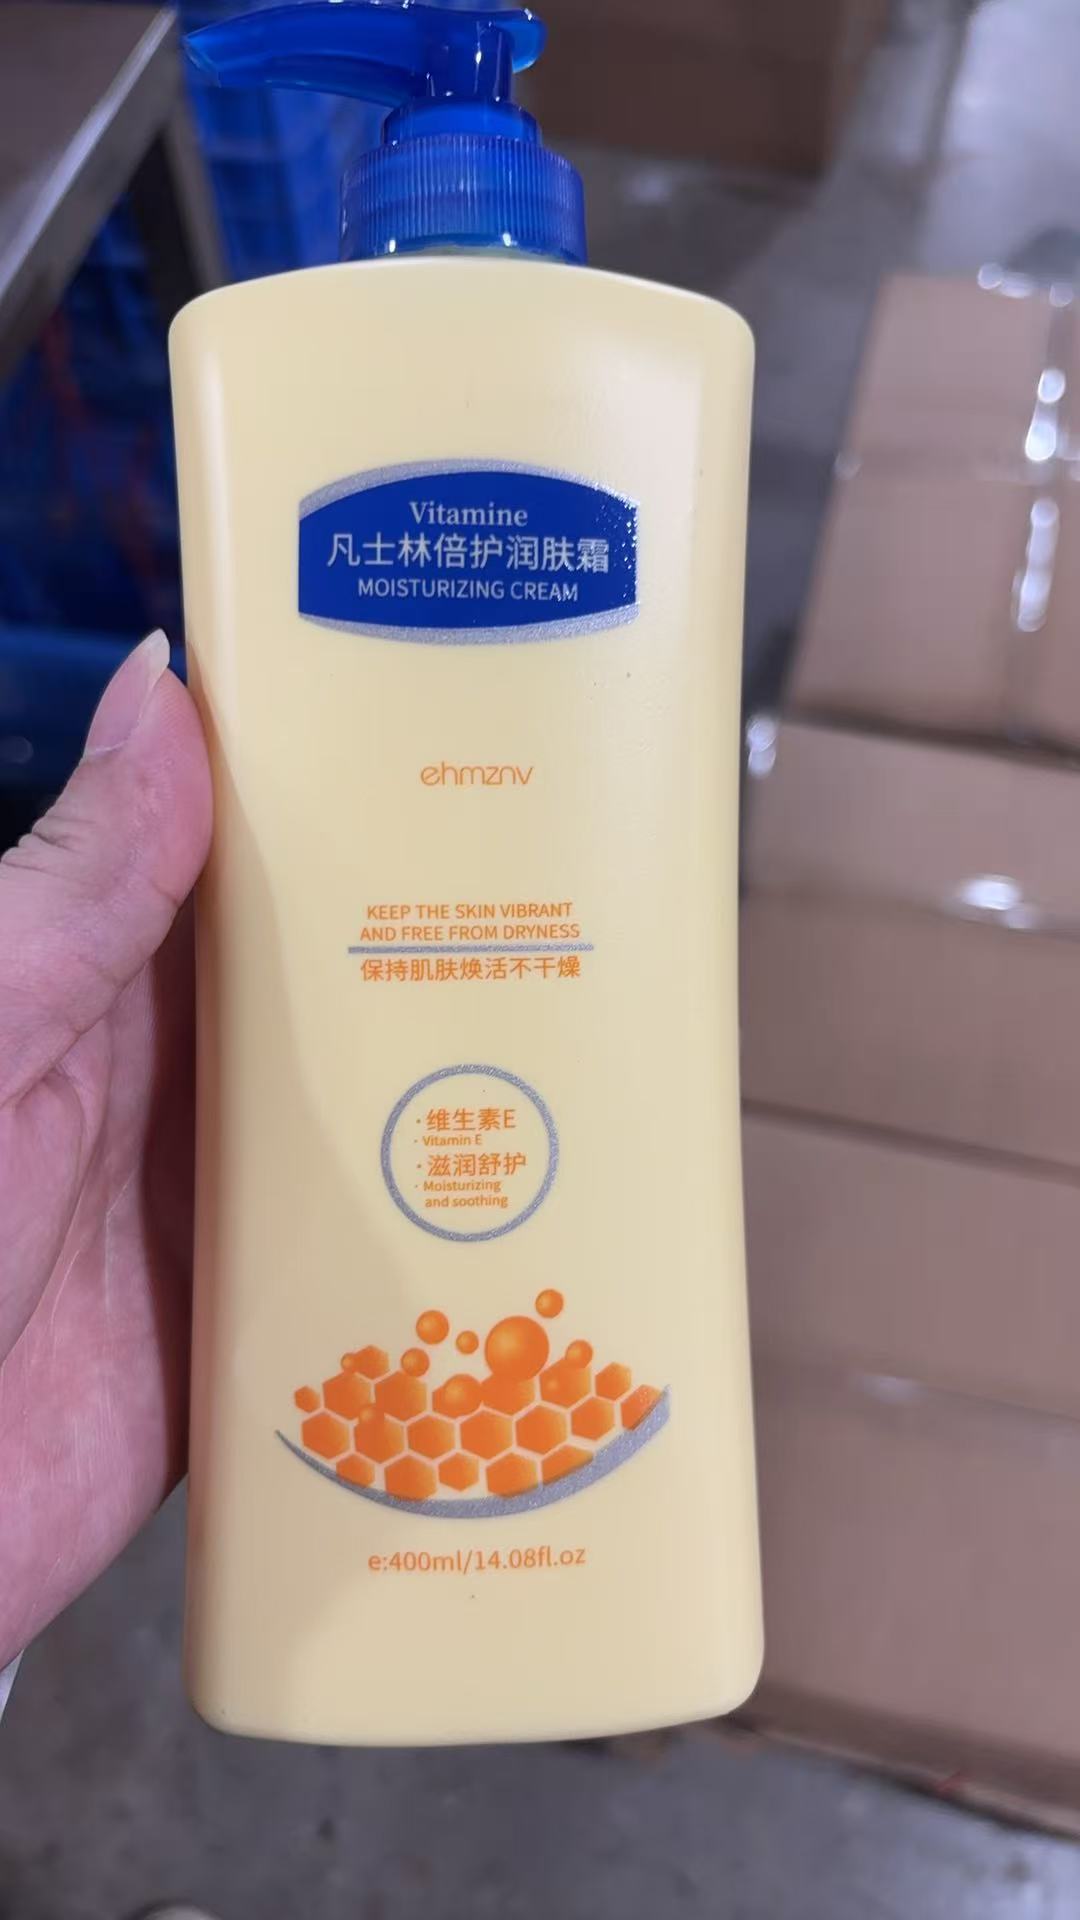 Vitamine
凡士林倍护润肤霜
MOISTURIZING CREAM
ehmznv
KEEP THE SKIN VIBRANT
AND FREE FROM DRYNESS
保持肌肤焕活不干燥
·维生素E
·Vitamin E
·滋润舒护
·Moisturizing
and soothing
e:400ml/14.08fl.oz